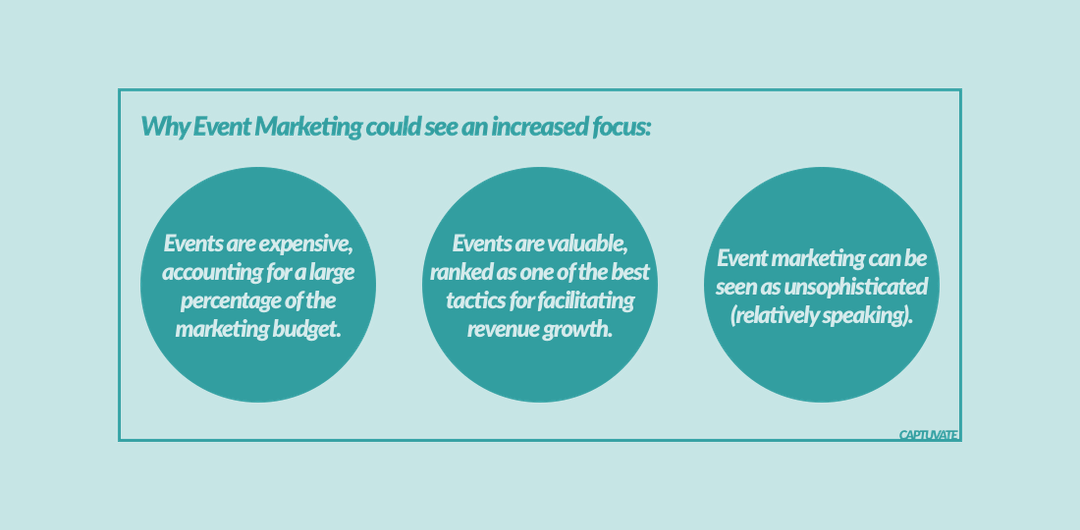 Why Event Marketing could see an increased focus:
Events are expensive,
accounting for a large
percentage of the
marketing budget.
Events are valuable,
ranked as one of the best
tactics for facilitating
revenue growth.
Event marketing can be
seen as unsophisticated
(relatively speaking).
CAPTUVATE